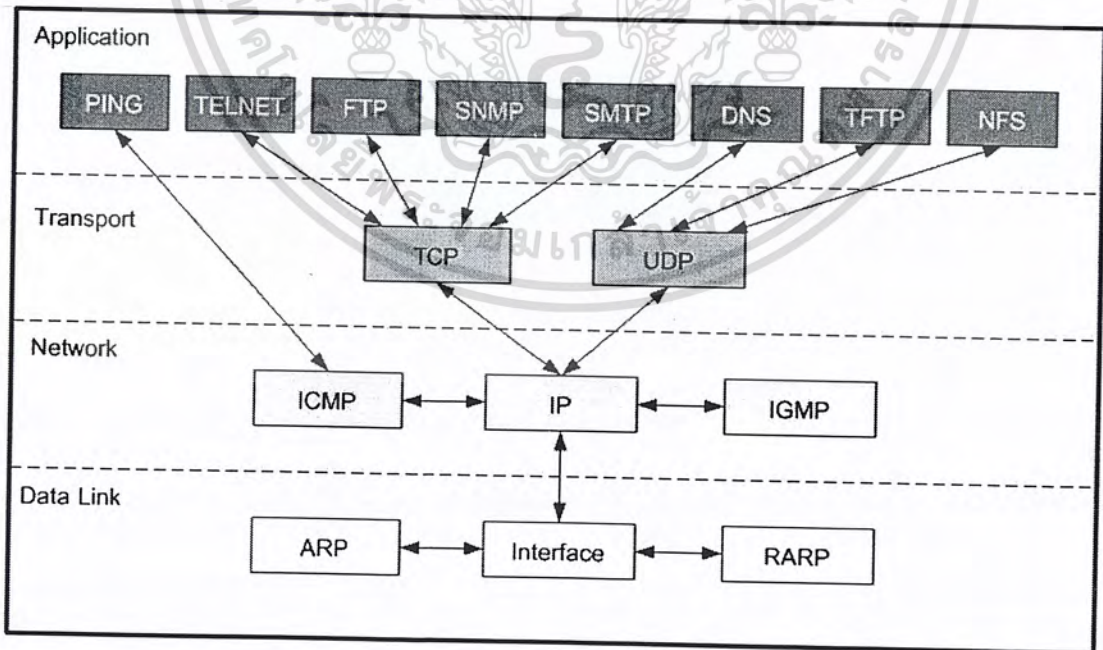 Application
PING TELNET FTP SNMP SMTP DNS TFTP NFS
Transport
TCP UDP
Network
ICMP IP IGMP
Data Link
ARP Interface RARP